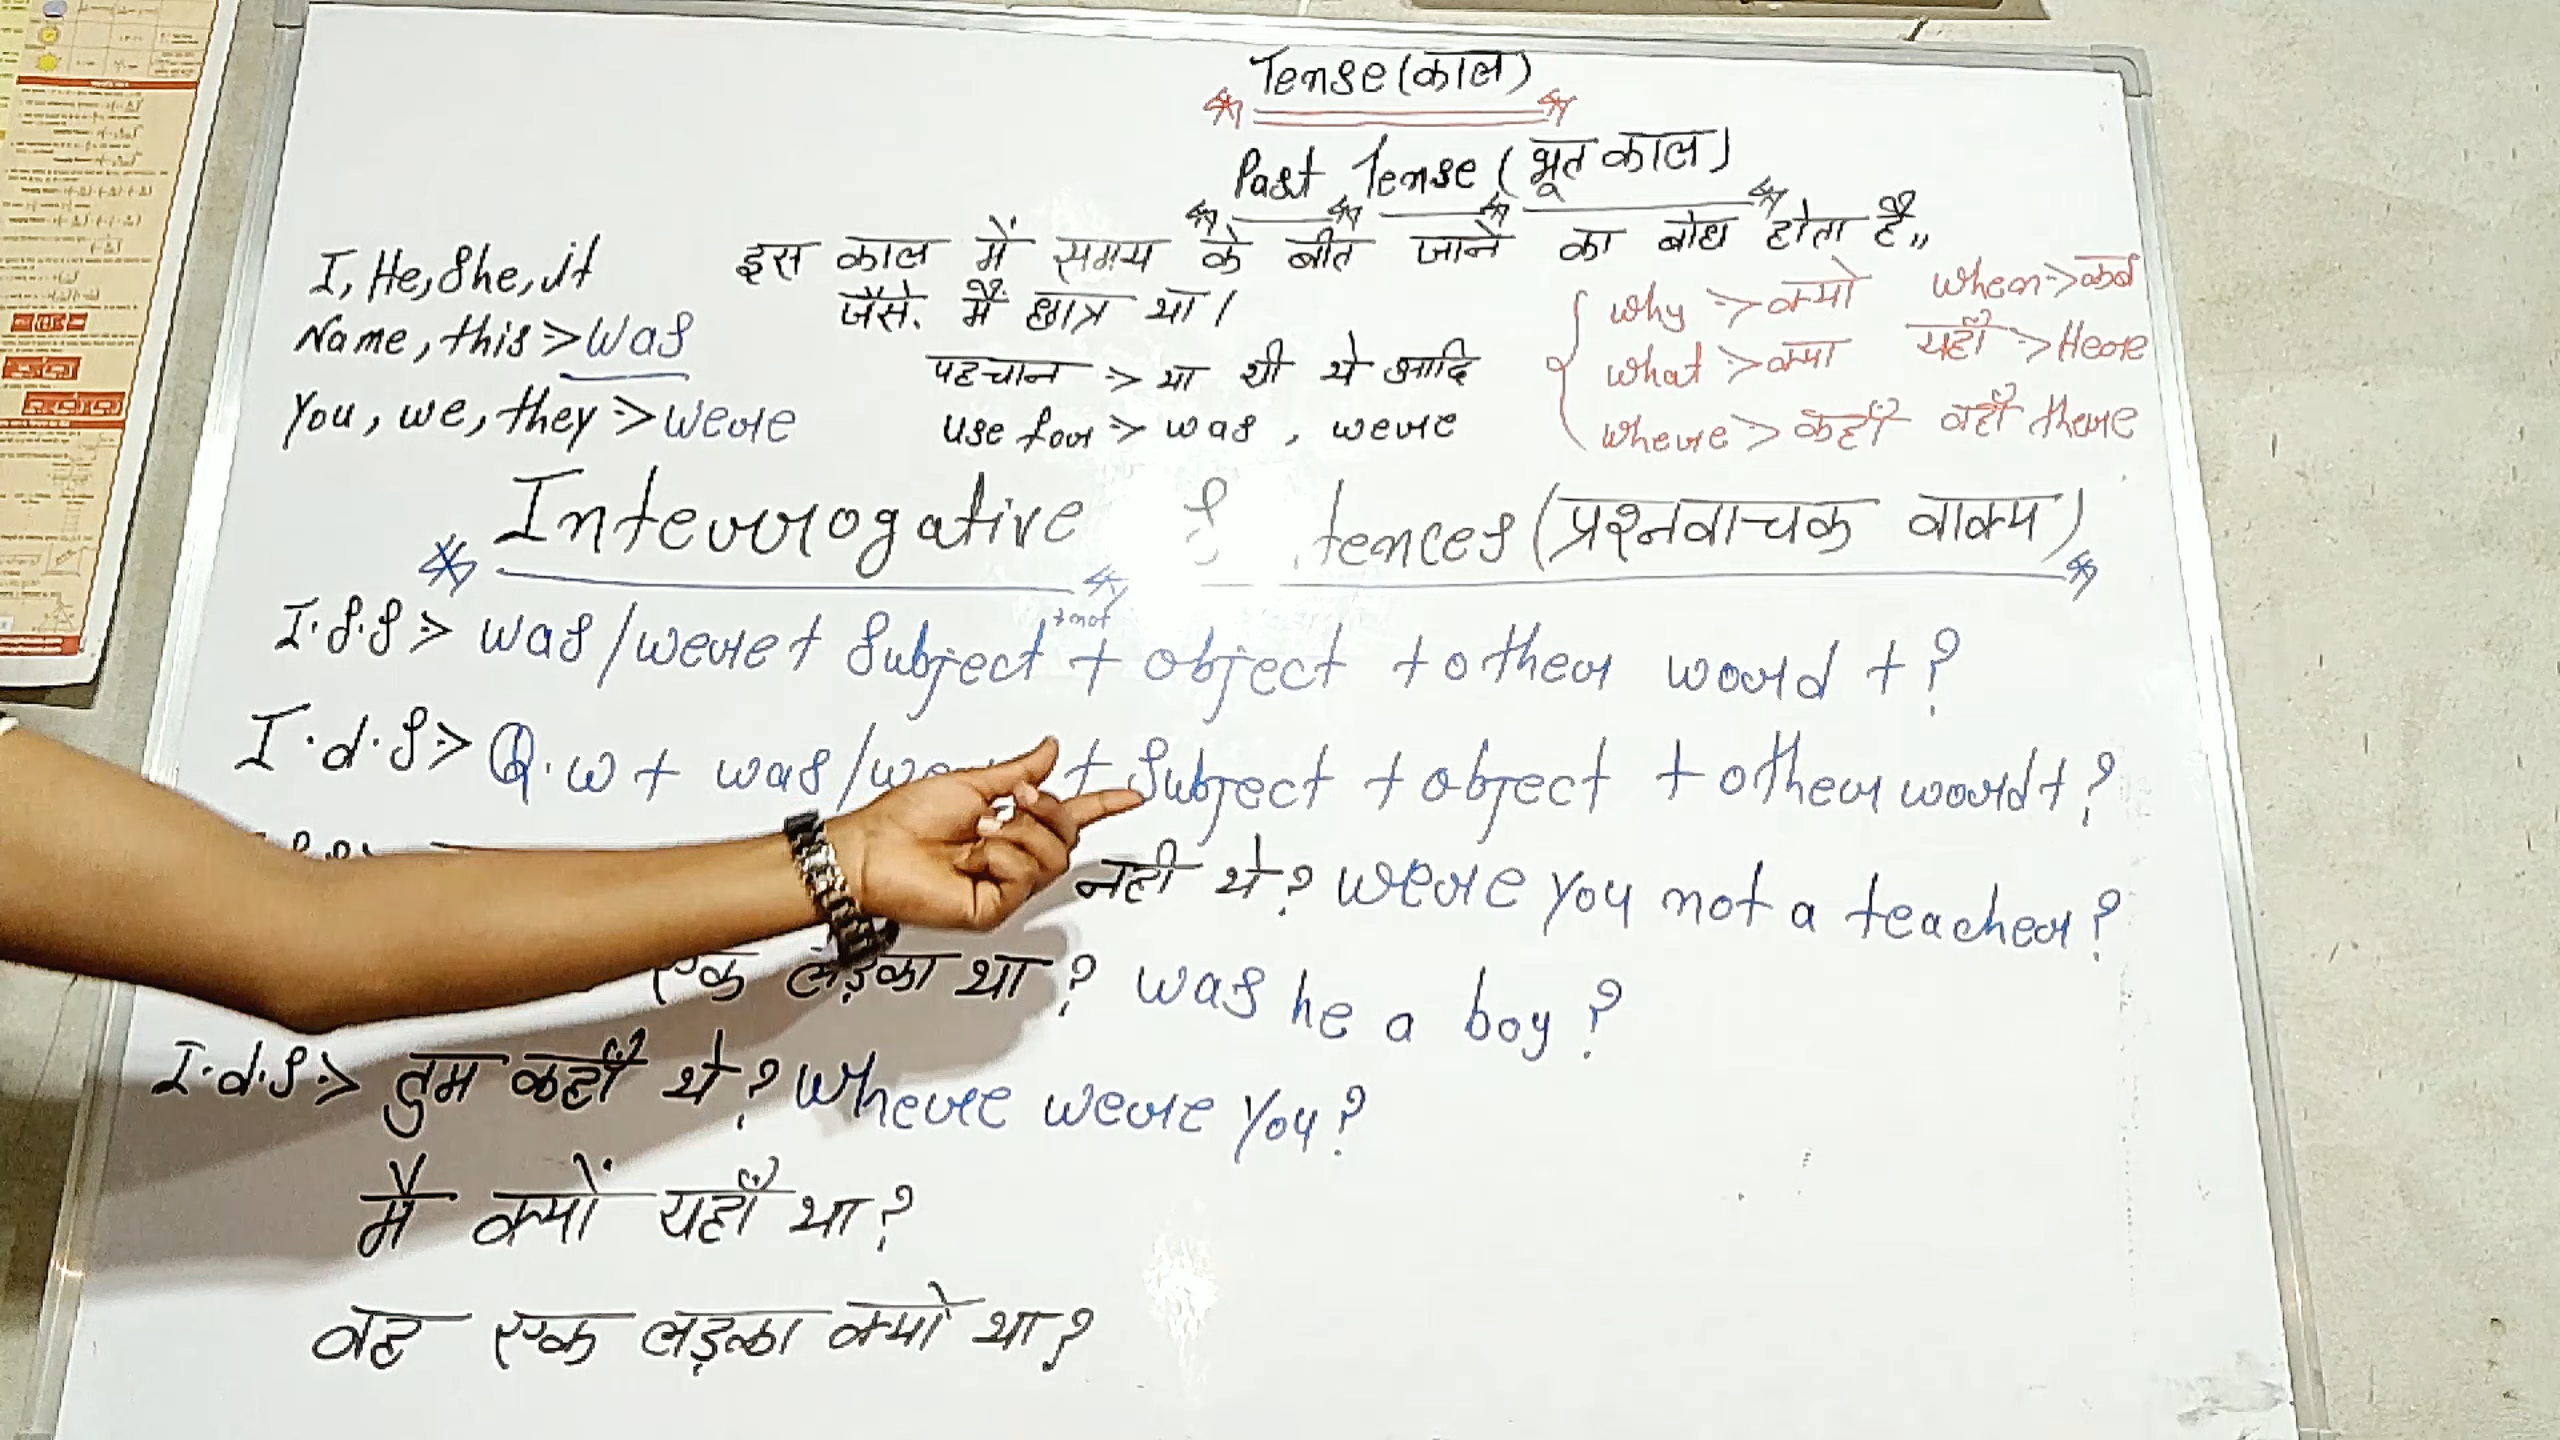 Tense (काल)
Past Tense (भूत काल)
इस काल में समय के बीत जाने का बोध होता है,,
जैसे. मैं छात्र था।
पहचान :-> था थी थे आदि
use for :-> was, were
I, He, She, it
Name, this :-> was
You, we, they :-> were
why :-> क्यो when :-> कब
what :-> क्या यहाँ :-> Here
where :-> कहाँ वहाँ there
Interrogative S tences (प्रश्नवाचक वाक्य)
I.S.S :-> was/were + Subject + not + object + other word + ?
I.d.S :-> Q.w + was/we + Subject + object + other word + ?
नही थे? were you not a teacher?
एक लड़का था? was he a boy?
I.d.S :-> तुम कहाँ थे? Where were you?
मै क्यों यहाँ था?
वह एक लड़का क्यो था?